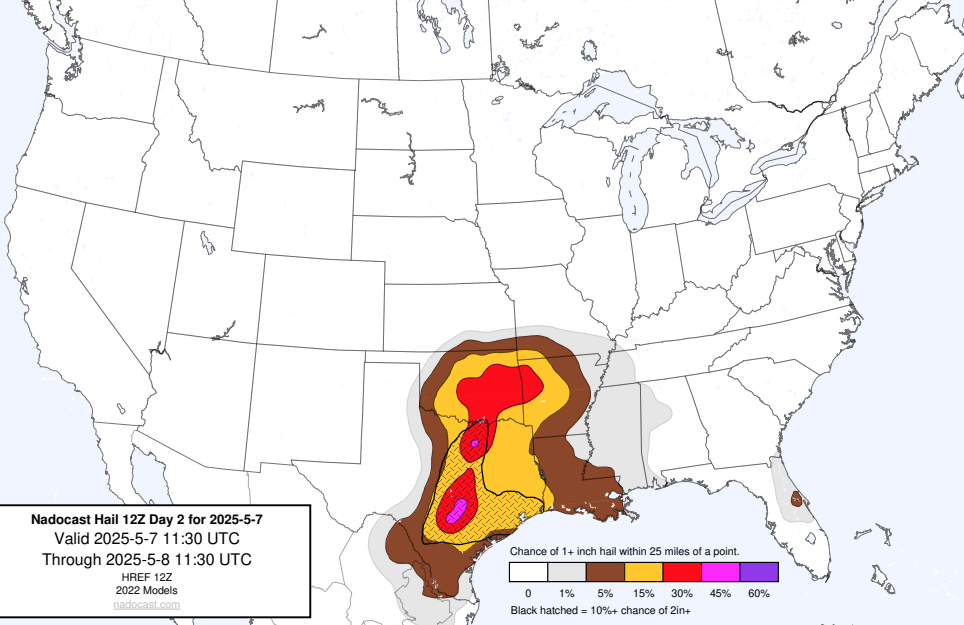 Nadocast Hail 12Z Day 2 for 2025-5-7
Valid 2025-5-7 11:30 UTC
Through 2025-5-8 11:30 UTC
HREF 12Z
2022 Models
nadocast.com
Chance of 1+ inch hail within 25 miles of a point.
0 1% 5% 15% 30% 45% 60%
Black hatched = 10%+ chance of 2in+